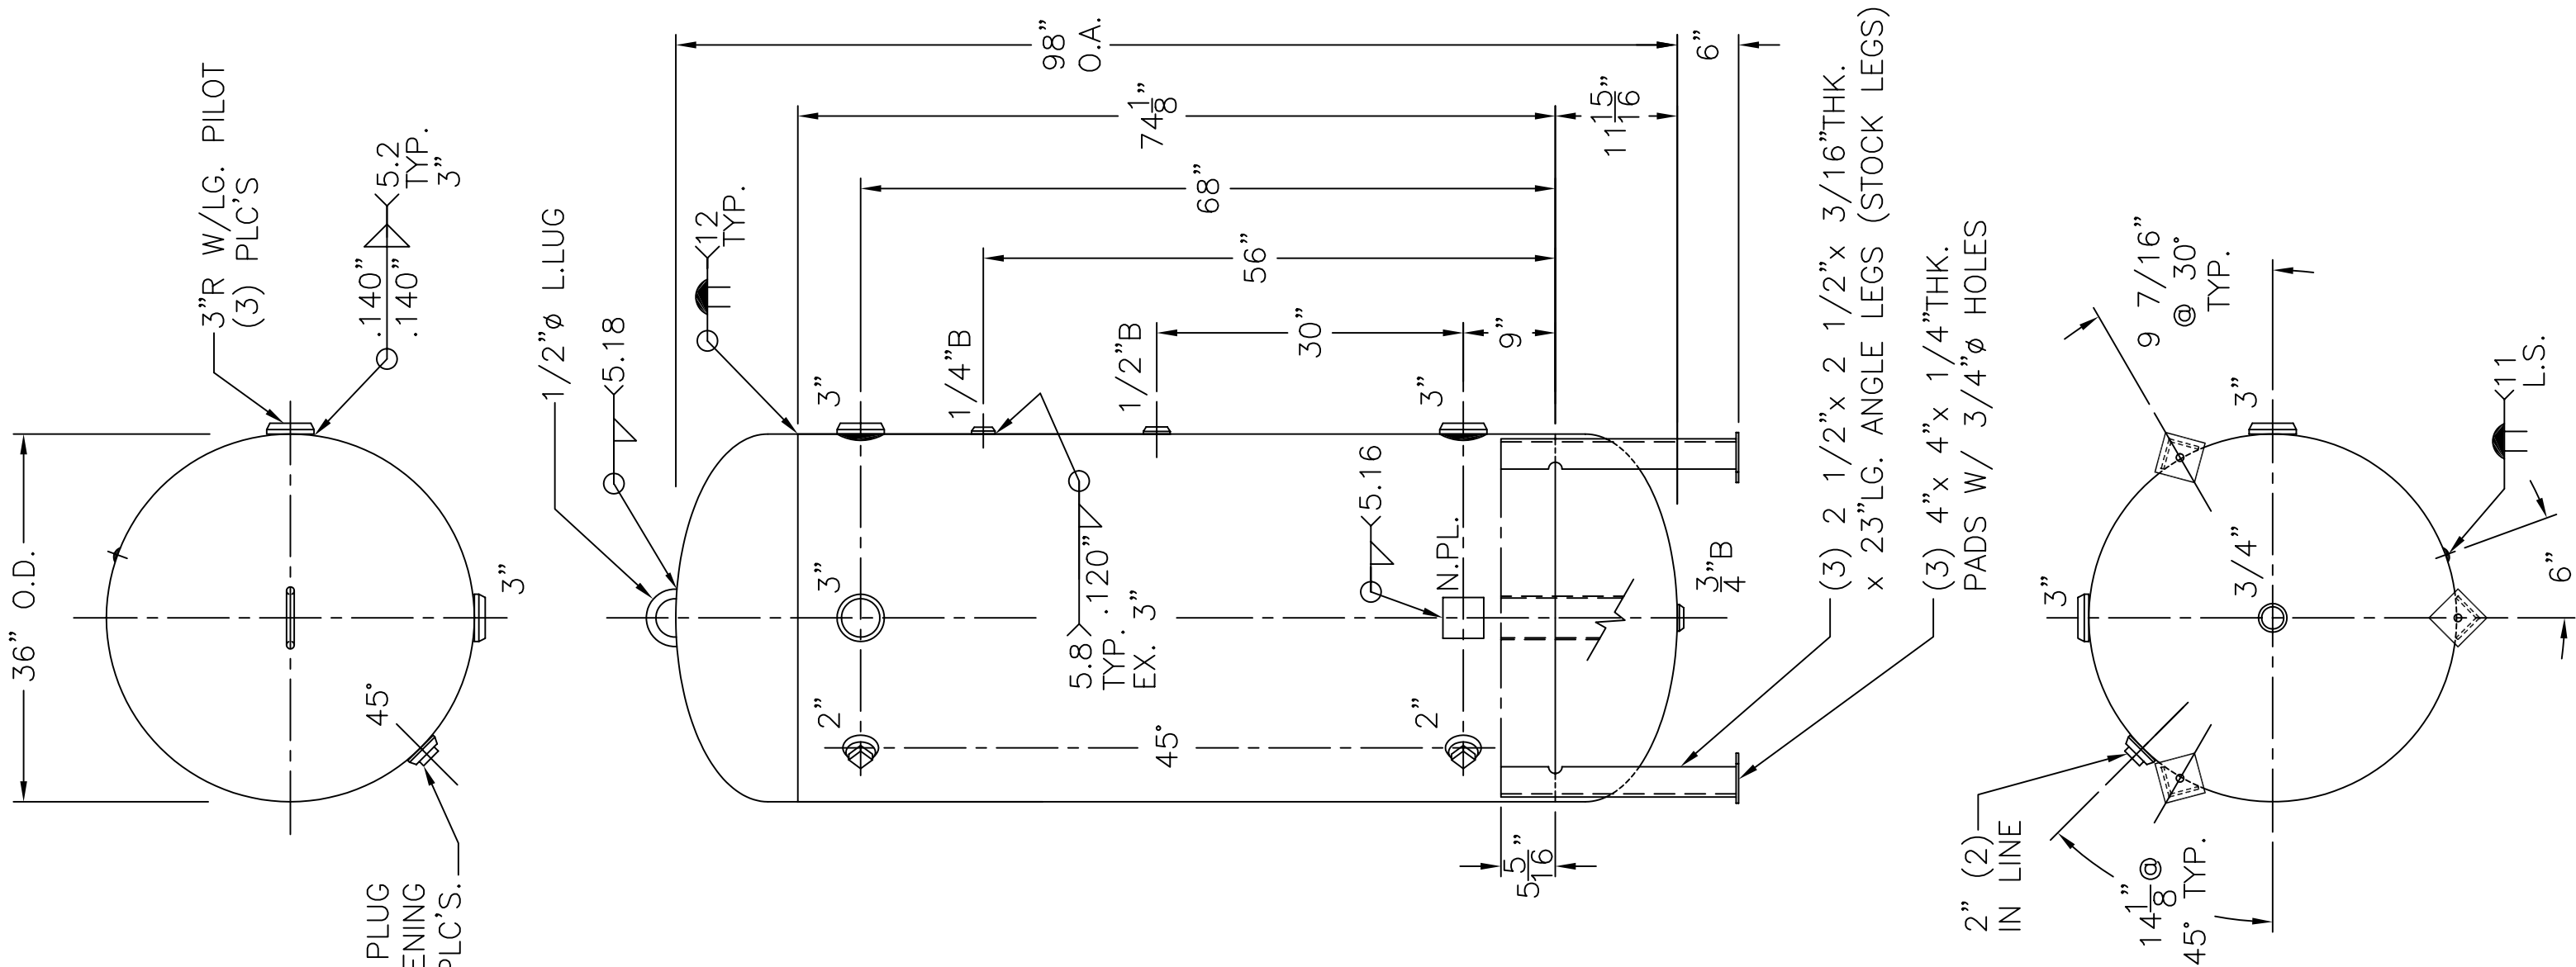 36" O.D.
3"R W/LG. PILOT
(3) PLC'S
.140"
.140"
5.2
TYP.
3"
3"
45°
PLUG
ENING
PLC'S.
1/2"ø L.LUG
5.18
12
TYP.
98"
O.A.
74 1/8"
68"
56"
30"
9"
11 15/16"
6"
3"
1/4"B
1/2"B
3"
3"
2"
5.8
TYP.
EX. 3"
.120"
45°
5.16
N.PL.
2"
3/4"B
5 5/16"
(3) 2 1/2"x 2 1/2"x 3/16"THK.
x 23"LG. ANGLE LEGS (STOCK LEGS)
(3) 4"x 4"x 1/4"THK.
PADS W/ 3/4"ø HOLES
9 7/16"
@ 30°
TYP.
3"
3"
3/4"
11
L.S.
6"
2" (2)
IN LINE
14 1/8" @
45° TYP.